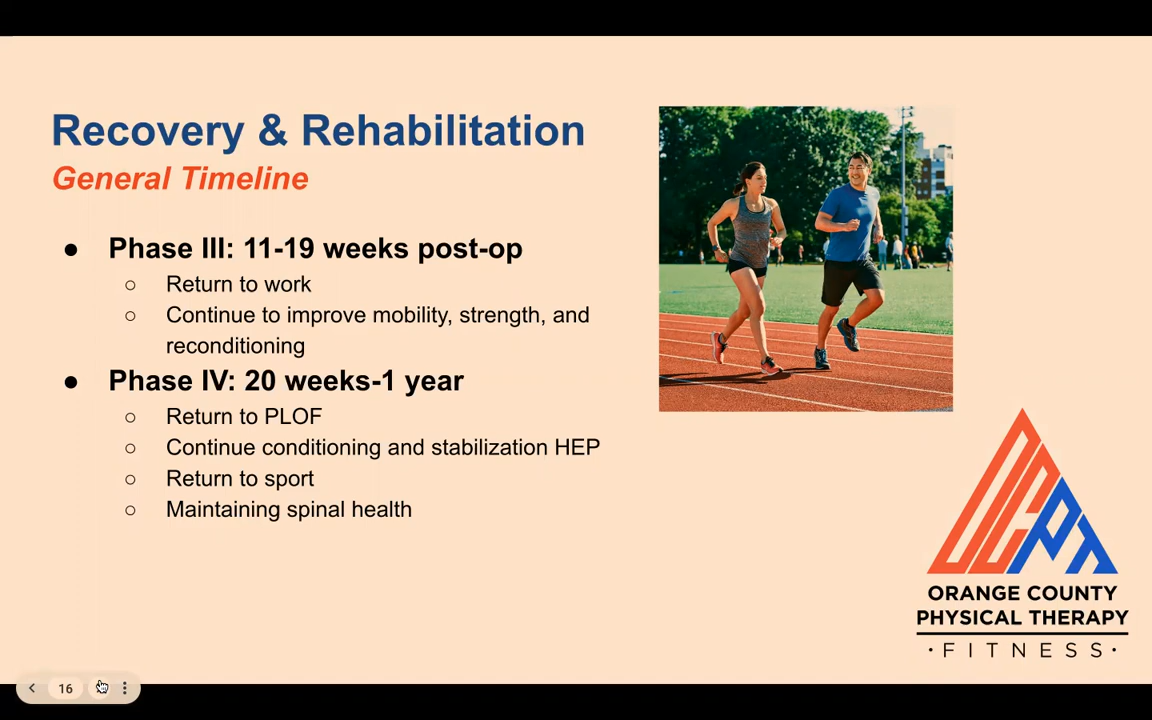 Recovery & Rehabilitation
General Timeline
● Phase III: 11-19 weeks post-op
○ Return to work
○ Continue to improve mobility, strength, and
reconditioning
● Phase IV: 20 weeks-1 year
○ Return to PLOF
○ Continue conditioning and stabilization HEP
○ Return to sport
○ Maintaining spinal health
OCPT
ORANGE COUNTY
PHYSICAL THERAPY
·FITNESS·
16